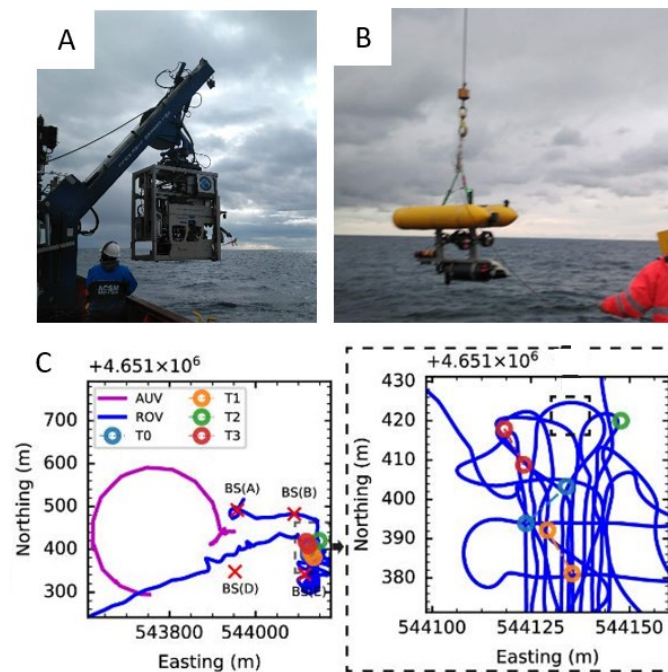 A
B
ACSM
C
+4.651×10⁶
Northing (m)
700
600
500
400
300
AUV
ROV
T0
T1
T2
T3
BS(A)
BS(B)
BS(D)
543800
544000
Easting (m)
+4.651×10⁶
Northing (m)
430
420
410
400
390
380
544100
544125
544150
Easting (m)